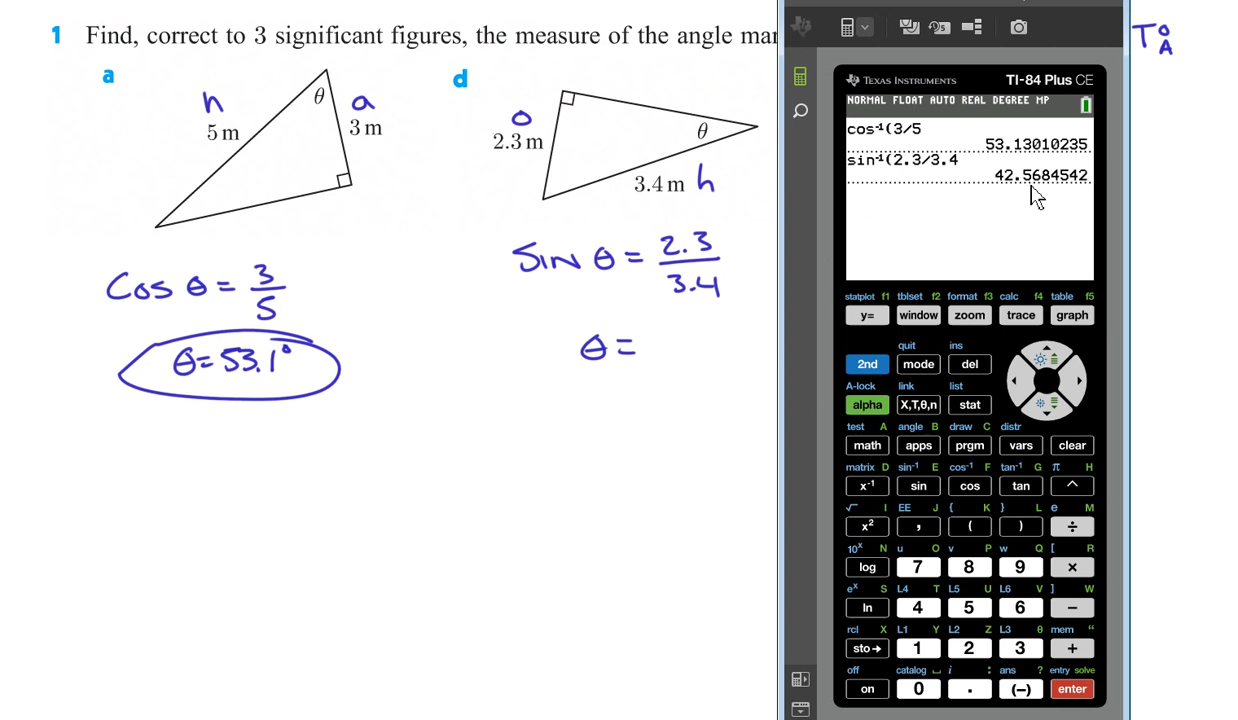 1 Find, correct to 3 significant figures, the measure of the angle mar
T O A
a
h
5 m
θ
a
3 m
Cos θ = 3/5
θ = 53.1°
d
o
2.3 m
θ
3.4 m h
Sin θ = 2.3/3.4
θ =
TEXAS INSTRUMENTS TI-84 Plus CE
NORMAL FLOAT AUTO REAL DEGREE MP
cos⁻¹(3/5
53.13010235
sin⁻¹(2.3/3.4
42.5684542
statplot f1 tblset f2 format f3 calc f4 table f5
y= window zoom trace graph
quit ins
2nd mode del
A-lock link list
alpha X,T,θ,n stat
test A angle B draw C distr
math apps prgm vars clear
matrix D sin⁻¹ E cos⁻¹ F tan⁻¹ G π H
x⁻¹ sin cos tan ^
√ I EE J { K } L e M
x² , ( ) ÷
10ˣ N u O v P w Q [ R
log 7 8 9 ×
eˣ S L4 T L5 U L6 V ] W
ln 4 5 6 −
rcl X L1 Y L2 Z L3 θ mem "
sto→ 1 2 3 +
off catalog ⎵ i : ans ? entry solve
on 0 . (−) enter